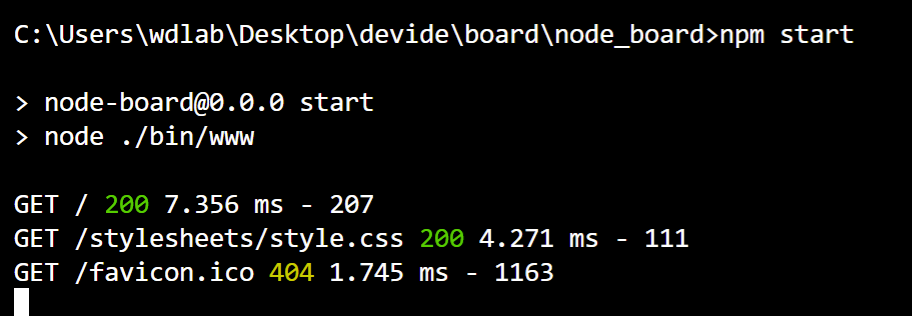 C:\Users\wdlab\Desktop\devide\board\node_board>npm start
> node-board@0.0.0 start
> node ./bin/www
GET / 200 7.356 ms - 207
GET /stylesheets/style.css 200 4.271 ms - 111
GET /favicon.ico 404 1.745 ms - 1163